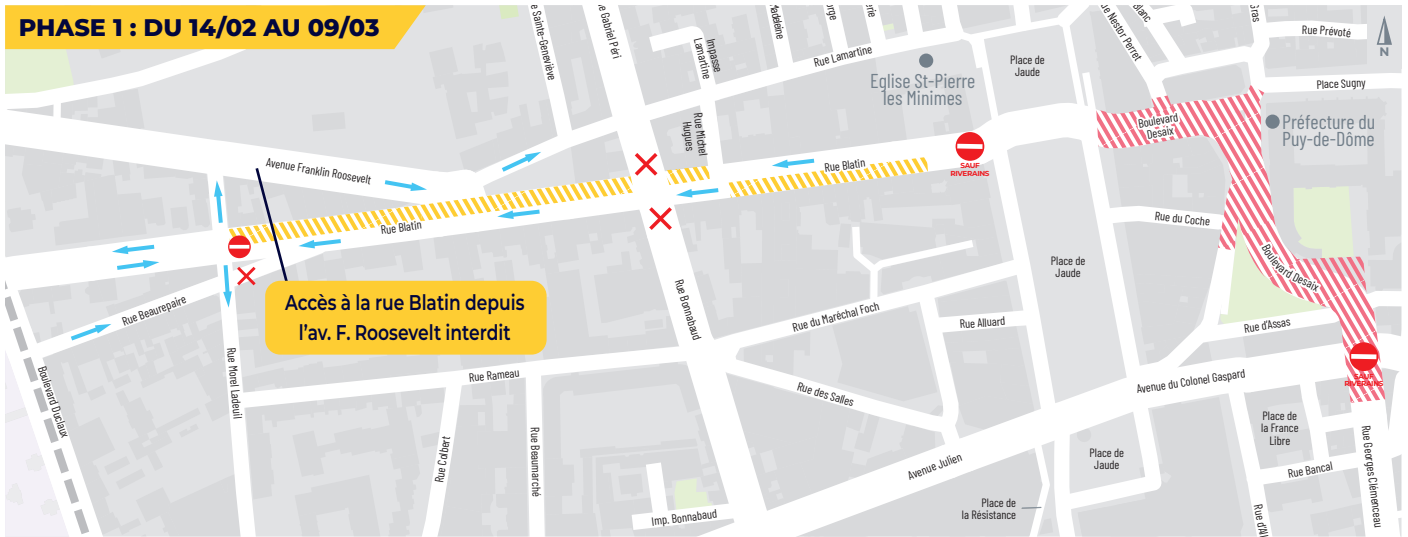 PHASE 1 : DU 14/02 AU 09/03
Rue Sainte-Geneviève
Rue Gabriel Péri
Impasse
Lamartine
Madeleine
Rue Lamartine
Eglise St-Pierre
les Minimes
Place de
Jaude
Rue Nestor Perret
Blanc
Gras
Rue Prévoté
N
Place Sugny
Boulevard
Desaix
Préfecture du
Puy-de-Dôme
Rue Michel
Hugues
Avenue Franklin Roosevelt
Rue Blatin
SAUF
RIVERAINS
Rue Blatin
Rue du Coche
Place de
Jaude
Boulevard Desaix
Accès à la rue Blatin depuis
l'av. F. Roosevelt interdit
Rue Beaurepaire
Rue Bonnabaud
Rue du Maréchal Foch
Rue Alluard
Rue d'Assas
SAUF
RIVERAINS
Boulevard Duclaux
Rue Morel Ladeuil
Rue Rameau
Rue des Salles
Avenue du Colonel Gaspard
Rue Colbert
Rue Beaumarché
Place de
la France
Libre
Rue Georges Clémenceau
Avenue Julien
Place de
Jaude
Rue Bancal
Place de
la Résistance
Imp. Bonnabaud